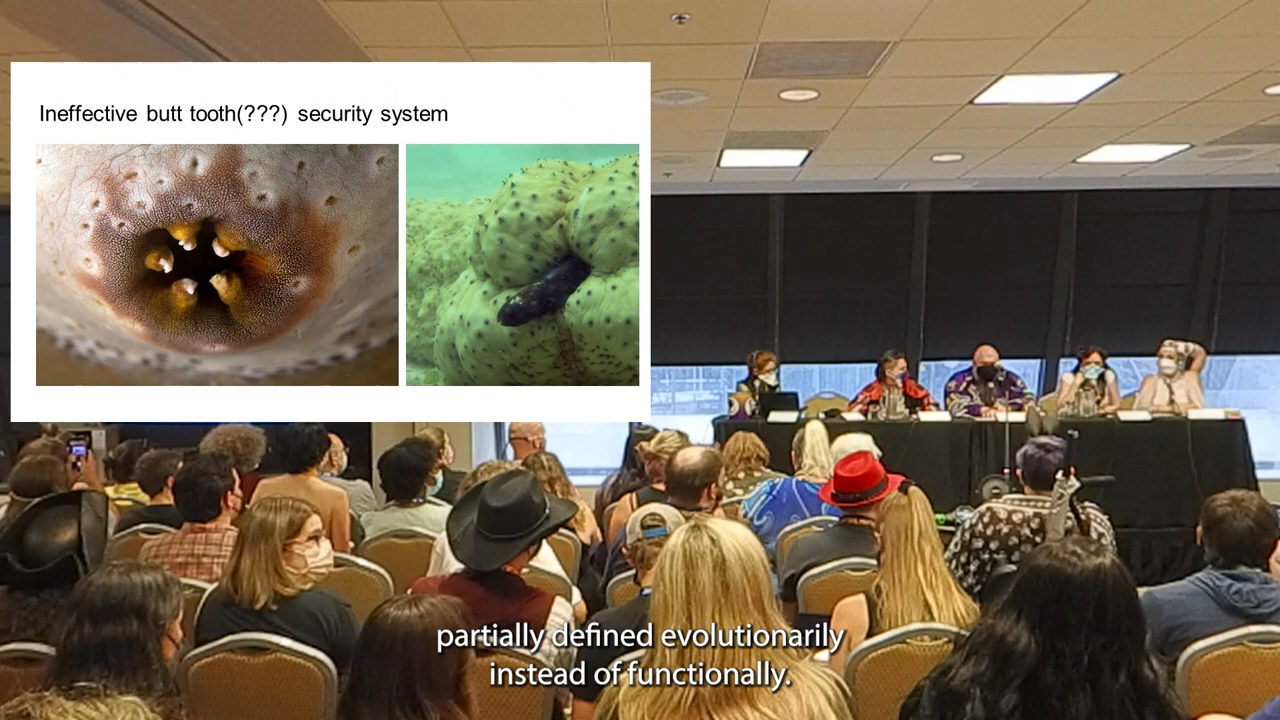 Ineffective butt tooth(???) security system
partially defined evolutionarily
instead of functionally.